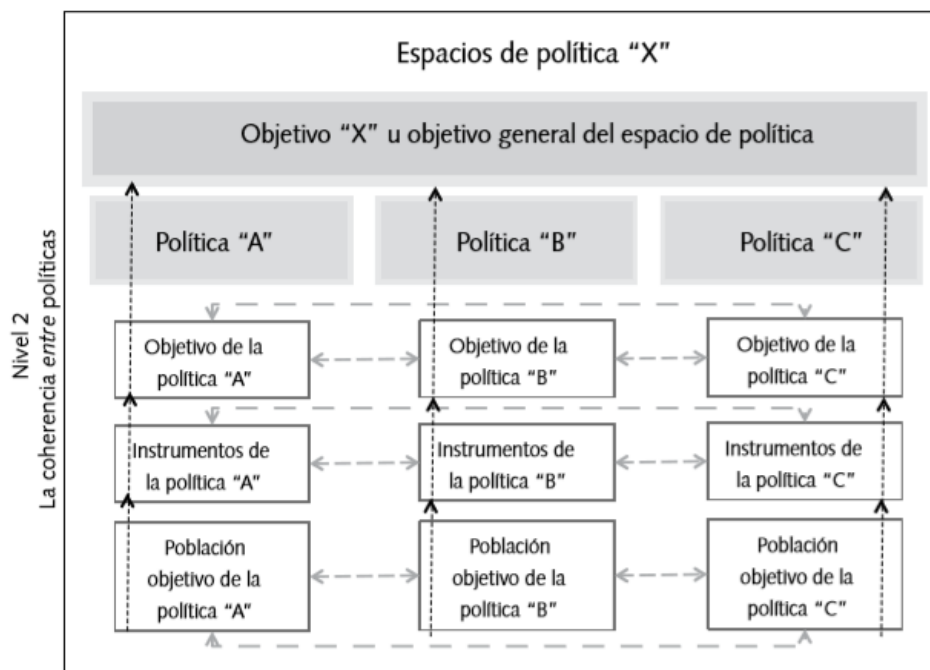 Espacios de política “X”
Objetivo “X” u objetivo general del espacio de política
Política “A”
Política “B”
Política “C”
Nivel 2
La coherencia entre políticas
Objetivo de la
política “A”
Objetivo de la
política “B”
Objetivo de la
política “C”
Instrumentos de
la política “A”
Instrumentos de
la política “B”
Instrumentos de
la política “C”
Población
objetivo de la
política “A”
Población
objetivo de la
política “B”
Población
objetivo de la
política “C”